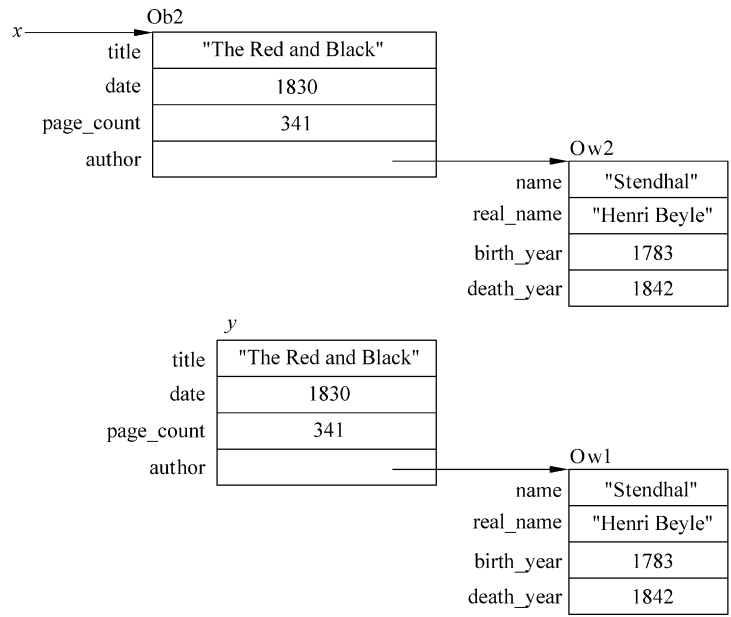 Ob2
x
title "The Red and Black"
date 1830
page_count 341
author
Ow2
name "Stendhal"
real_name "Henri Beyle"
birth_year 1783
death_year 1842
y
title "The Red and Black"
date 1830
page_count 341
author
Ow1
name "Stendhal"
real_name "Henri Beyle"
birth_year 1783
death_year 1842